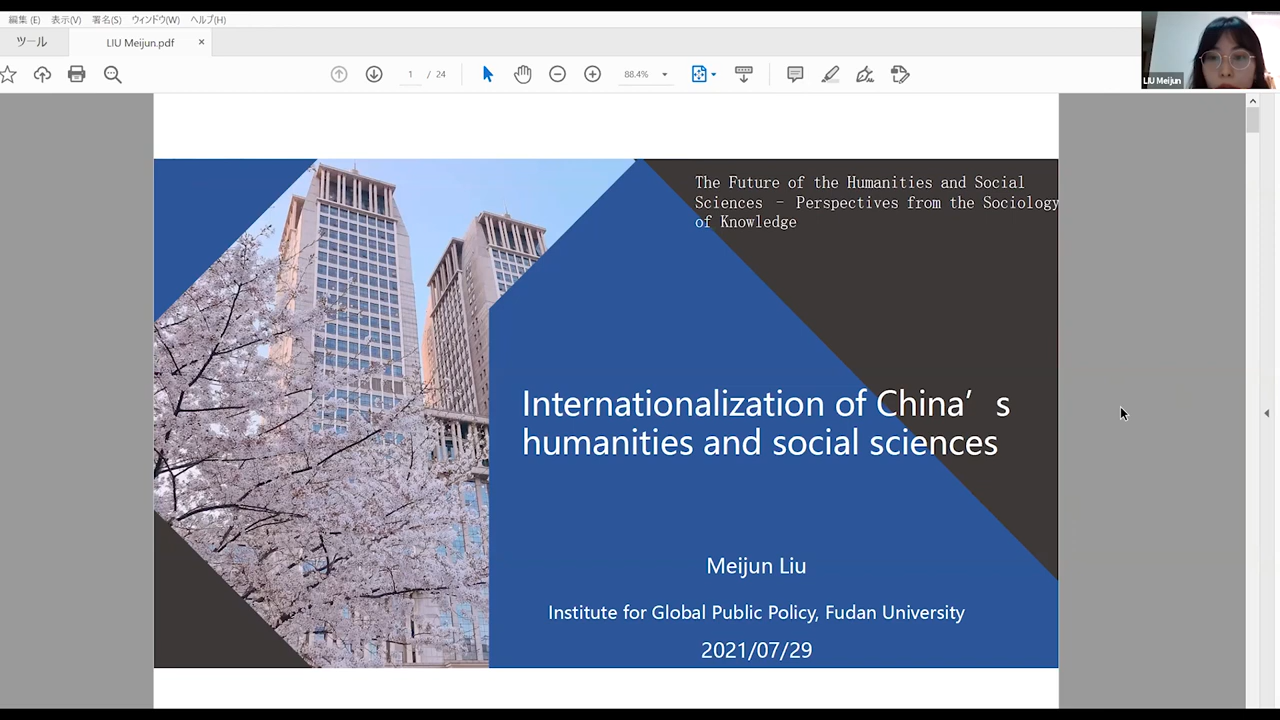 編集 (E) 表示(V) 署名(S) ウィンドウ(W) ヘルプ(H)
ツール LIU Meijun.pdf ×
1 / 24 88.4%
LIU Meijun
The Future of the Humanities and Social
Sciences – Perspectives from the Sociology
of Knowledge
Internationalization of China’s
humanities and social sciences
Meijun Liu
Institute for Global Public Policy, Fudan University
2021/07/29